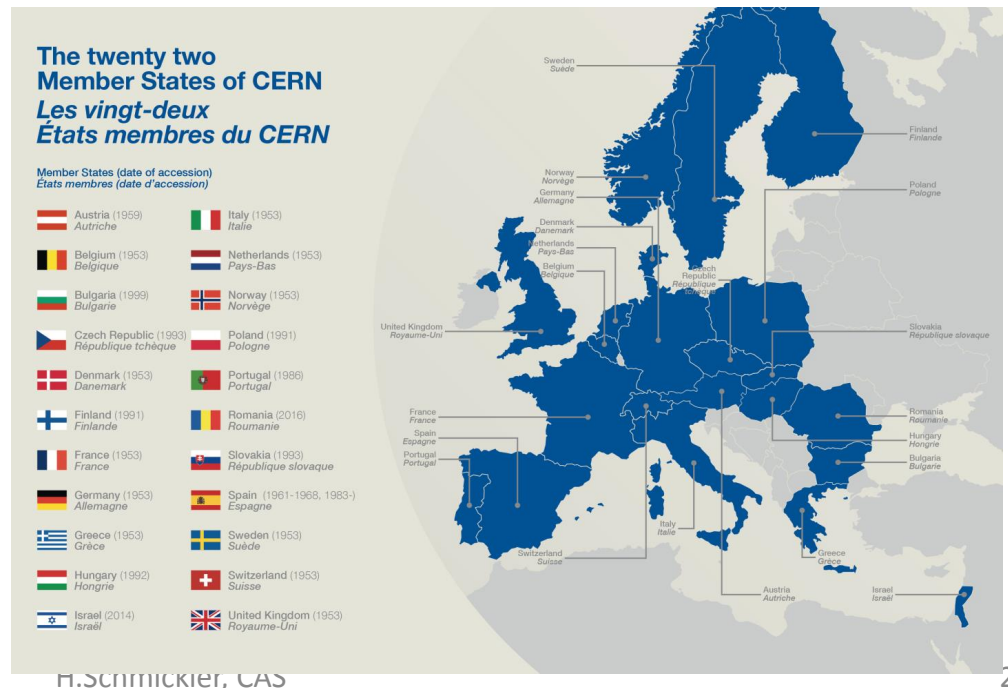 The twenty two
Member States of CERN
Les vingt-deux
États membres du CERN
Member States (date of accession)
États membres (date d'accession)
Austria (1959)
Autriche
Belgium (1953)
Belgique
Bulgaria (1999)
Bulgarie
Czech Republic (1993)
République tchèque
Denmark (1953)
Danemark
Finland (1991)
Finlande
France (1953)
France
Germany (1953)
Allemagne
Greece (1953)
Grèce
Hungary (1992)
Hongrie
Israel (2014)
Israël
Italy (1953)
Italie
Netherlands (1953)
Pays-Bas
Norway (1953)
Norvège
Poland (1991)
Pologne
Portugal (1986)
Portugal
Romania (2016)
Roumanie
Slovakia (1993)
République slovaque
Spain (1961-1968, 1983-)
Espagne
Sweden (1953)
Suède
Switzerland (1953)
Suisse
United Kingdom (1953)
Royaume-Uni
Sweden
Suède
Finland
Finlande
Norway
Norvège
Germany
Allemagne
Poland
Pologne
Denmark
Danemark
Netherlands
Pays-Bas
Belgium
Belgique
Czech
Republic
République
tchèque
United Kingdom
Royaume-Uni
Slovakia
République slovaque
France
France
Romania
Roumanie
Spain
Espagne
Hungary
Hongrie
Portugal
Portugal
Bulgaria
Bulgarie
Italy
Italie
Switzerland
Suisse
Greece
Grèce
Austria
Autriche
Israel
Israël
H.Schmickler, CAS